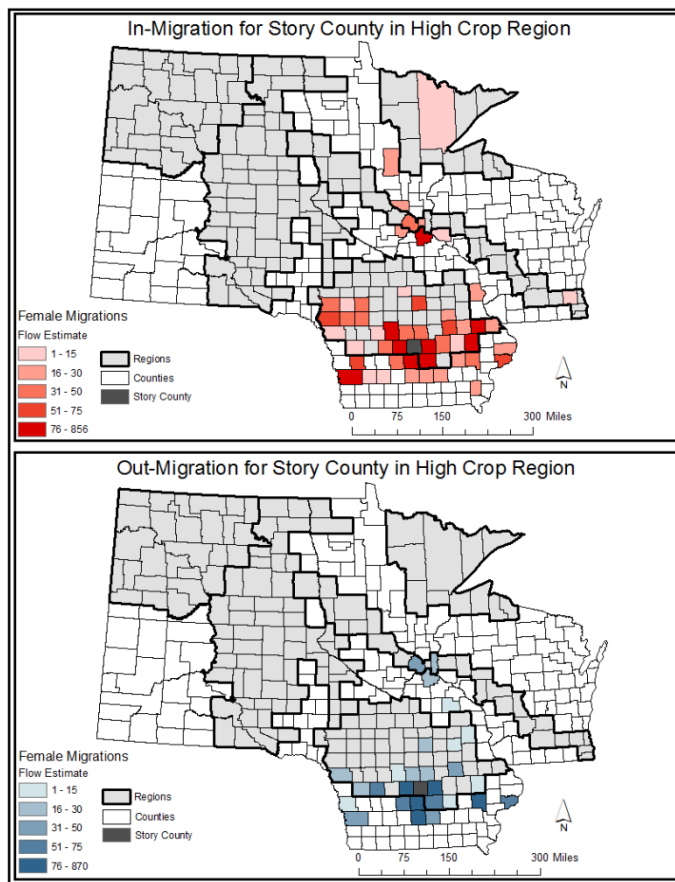 In-Migration for Story County in High Crop Region
Female Migrations
Flow Estimate
1 - 15
16 - 30
31 - 50
51 - 75
76 - 856
Regions
Counties
Story County
N
0 75 150 300 Miles
Out-Migration for Story County in High Crop Region
Female Migrations
Flow Estimate
1 - 15
16 - 30
31 - 50
51 - 75
76 - 870
Regions
Counties
Story County
N
0 75 150 300 Miles